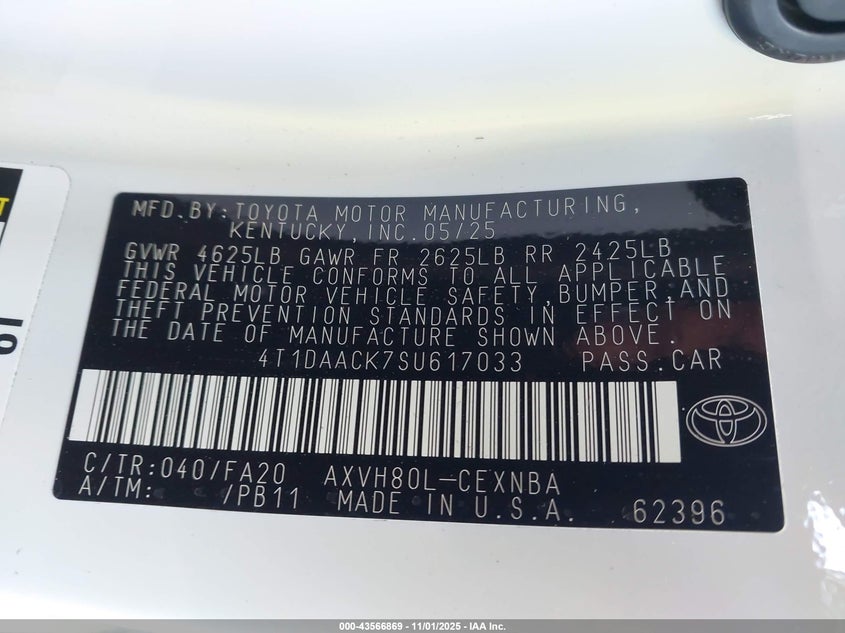 MFD.BY:TOYOTA MOTOR MANUFACTURING,
KENTUCKY,INC.05/25
GVWR 4625LB GAWR FR 2625LB RR 2425LB
THIS VEHICLE CONFORMS TO ALL APPLICABLE
FEDERAL MOTOR VEHICLE SAFETY,BUMPER,AND
THEFT PREVENTION STANDARDS IN EFFECT ON
THE DATE OF MANUFACTURE SHOWN ABOVE.
4T1DAACK7SU617033 PASS.CAR
C/TR:040/FA20 AXVH80L-CEXNBA
A/TM: /PB11 MADE IN U.S.A. 62396
000-43566869 • 11/01/2025 - IAA Inc.